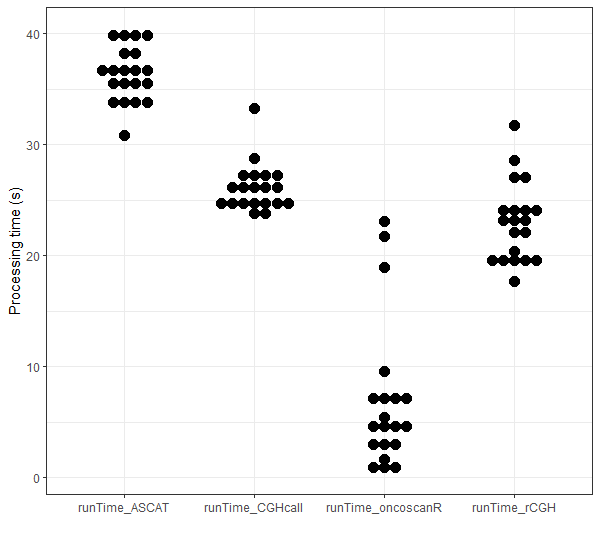 Processing time (s)
40
30
20
10
0
runTime_ASCAT
runTime_CGHcall
runTime_oncoscanR
runTime_rCGH